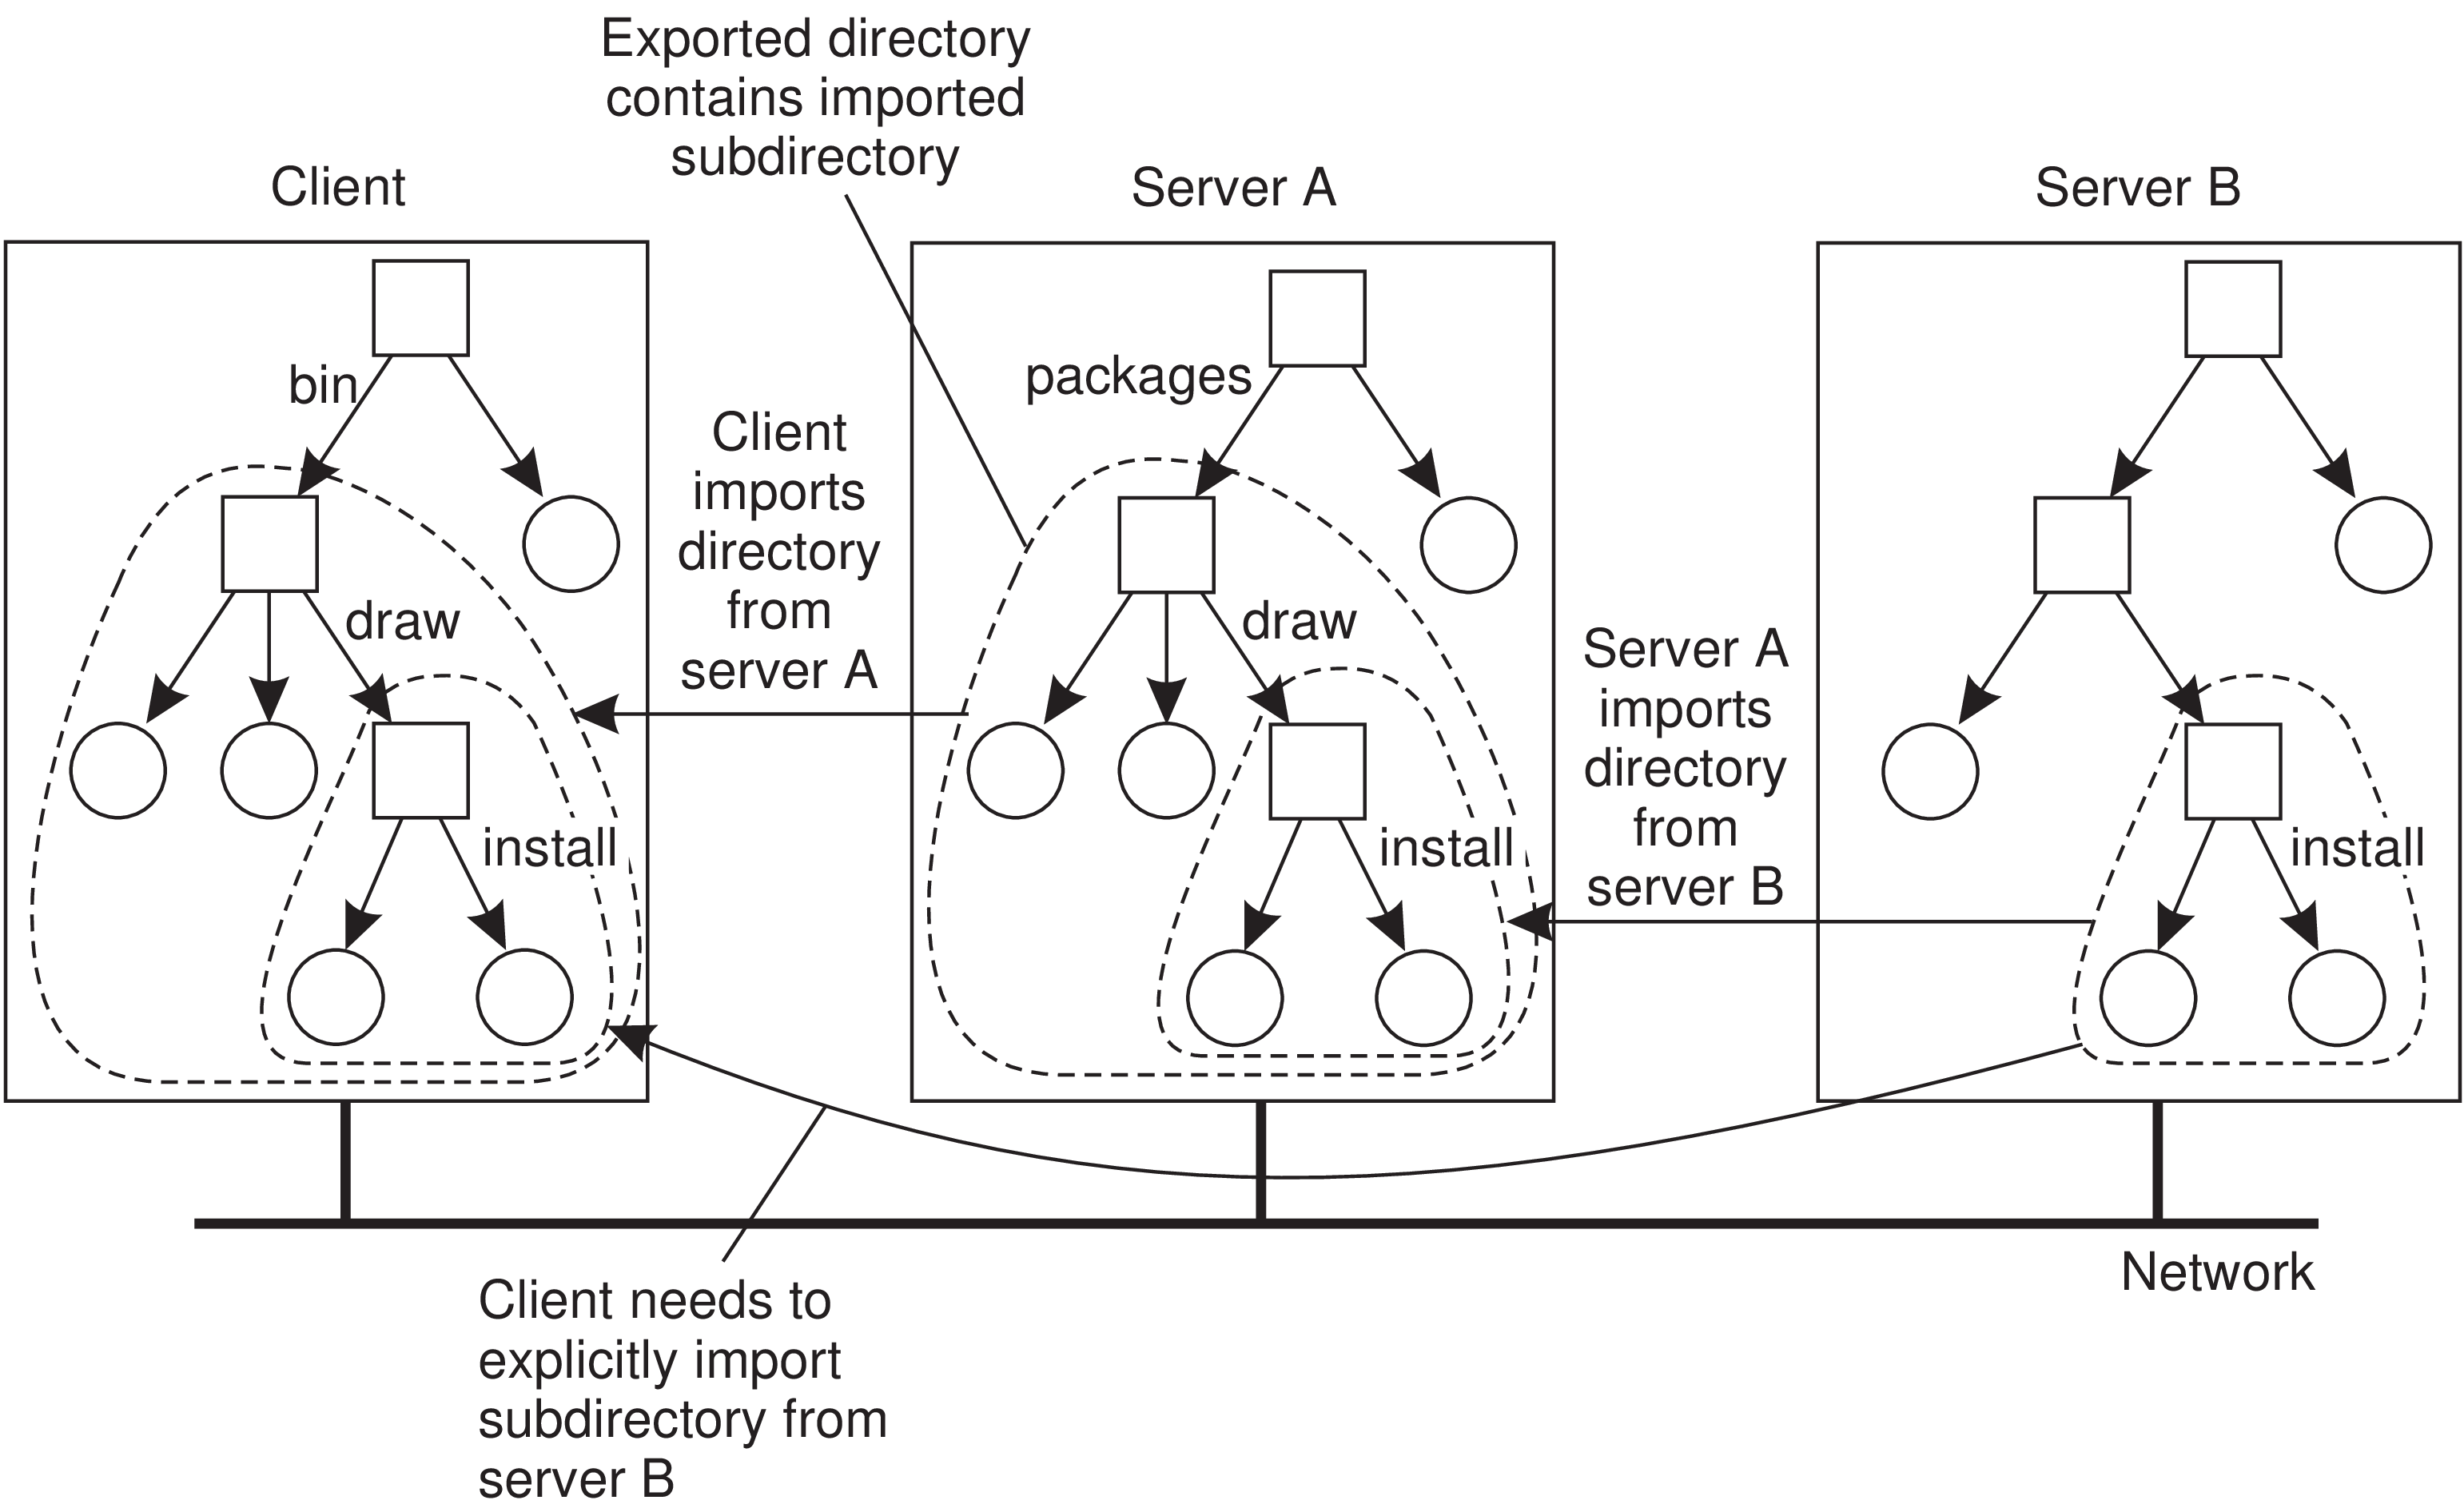 Exported directory
contains imported
subdirectory
Client
Server A
Server B
bin
packages
Client
imports
directory
from
server A
draw
draw
Server A
imports
directory
from
server B
install
install
install
Network
Client needs to
explicitly import
subdirectory from
server B